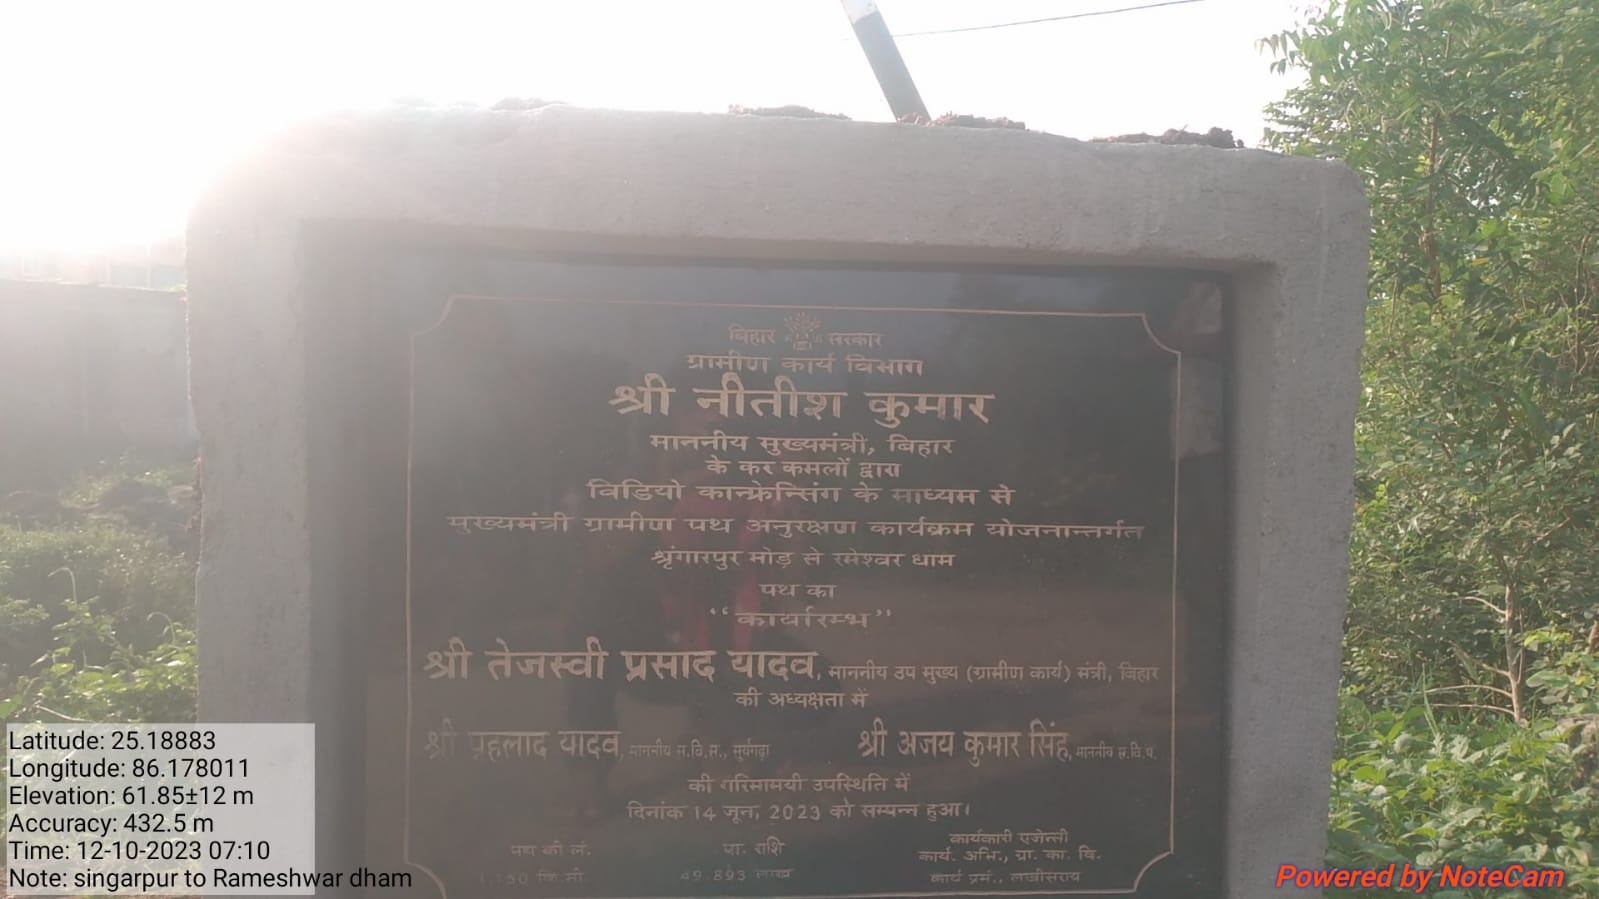 बिहार सरकार
ग्रामीण कार्य विभाग
श्री नीतीश कुमार
माननीय मुख्यमंत्री, बिहार
के कर कमलों द्वारा
विडियो कान्फ्रेन्सिंग के माध्यम से
मुख्यमंत्री ग्रामीण पथ अनुरक्षण कार्यक्रम योजनान्तर्गत
श्रृंगारपुर मोड़ से रमेश्वर धाम
पथ का
“कार्यारम्भ”
श्री तेजस्वी प्रसाद यादव, माननीय उप मुख्य (ग्रामीण कार्य) मंत्री, बिहार
की अध्यक्षता में
श्री प्रहलाद यादव, माननीय स.वि.स., सुर्यगढ़ा श्री अजय कुमार सिंह, माननीय स.वि.प.
की गरिमामयी उपस्थिति में
दिनांक 14 जून, 2023 को सम्पन्न हुआ।
पथ की लं. प्रा. राशि कार्यकारी एजेन्सी
कार्य. अभि., ग्रा. का. वि.
1.150 कि.मी. 49.893 लाख कार्य प्रमं., लखीसराय
Latitude: 25.18883
Longitude: 86.178011
Elevation: 61.85±12 m
Accuracy: 432.5 m
Time: 12-10-2023 07:10
Note: singarpur to Rameshwar dham
Powered by NoteCam